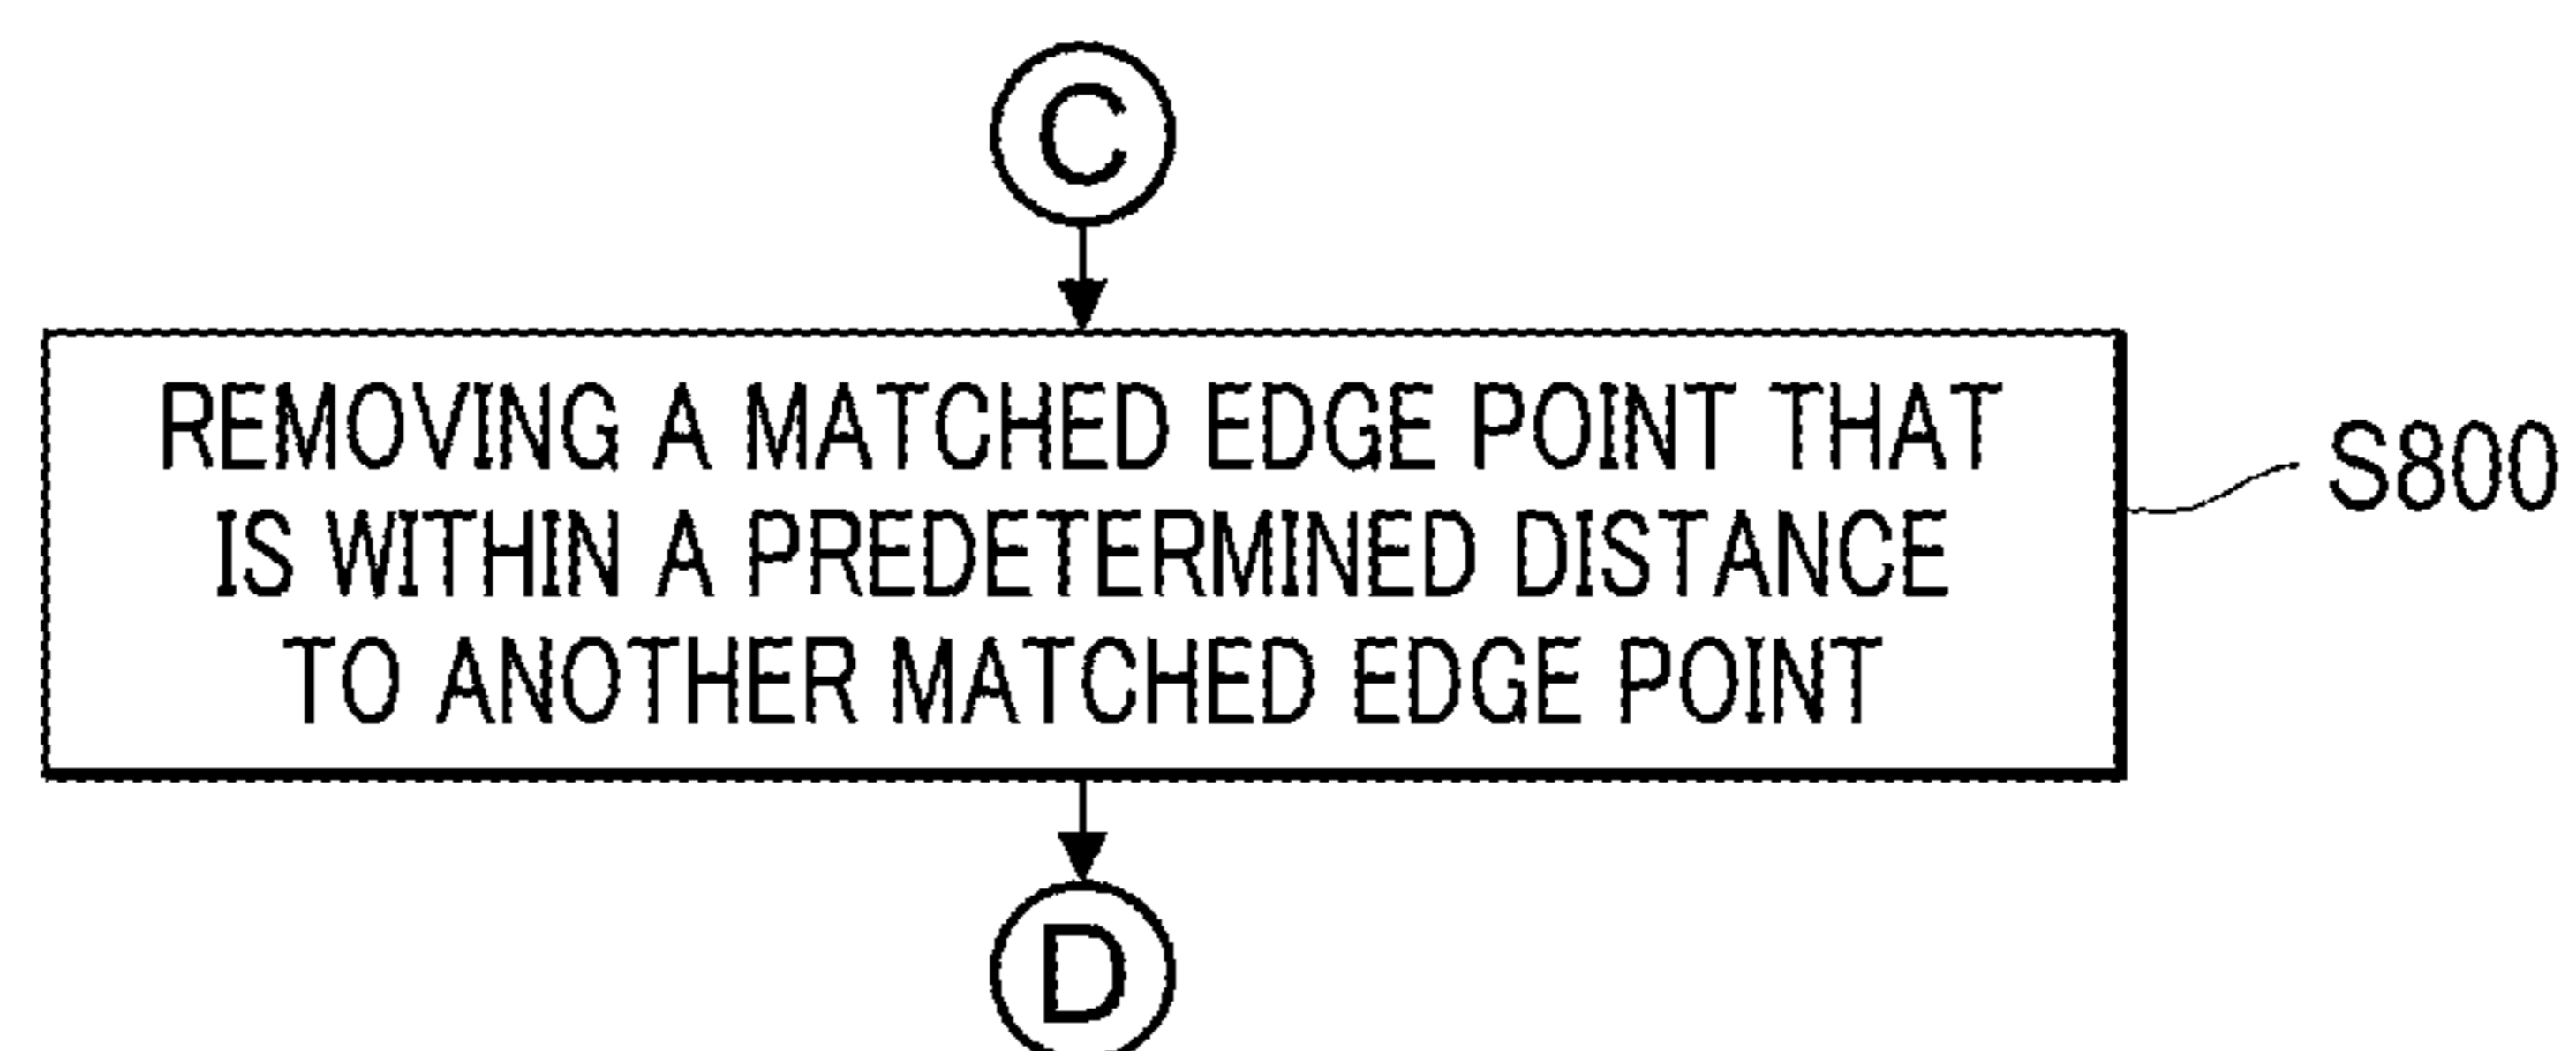 C
REMOVING A MATCHED EDGE POINT THAT
IS WITHIN A PREDETERMINED DISTANCE
TO ANOTHER MATCHED EDGE POINT
S800
D